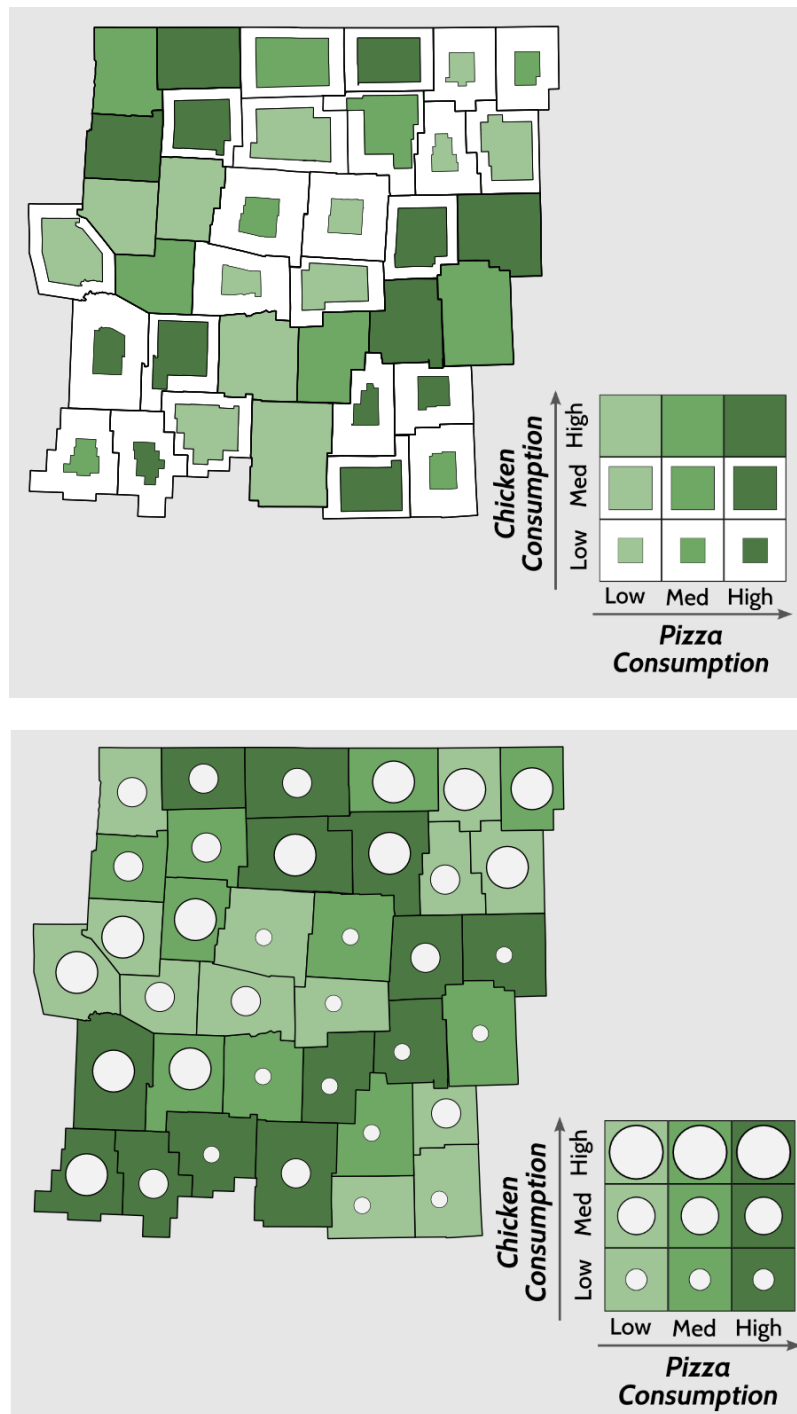 High
Med
Low
Chicken
Consumption
Low Med High
Pizza
Consumption
High
Med
Low
Chicken
Consumption
Low Med High
Pizza
Consumption